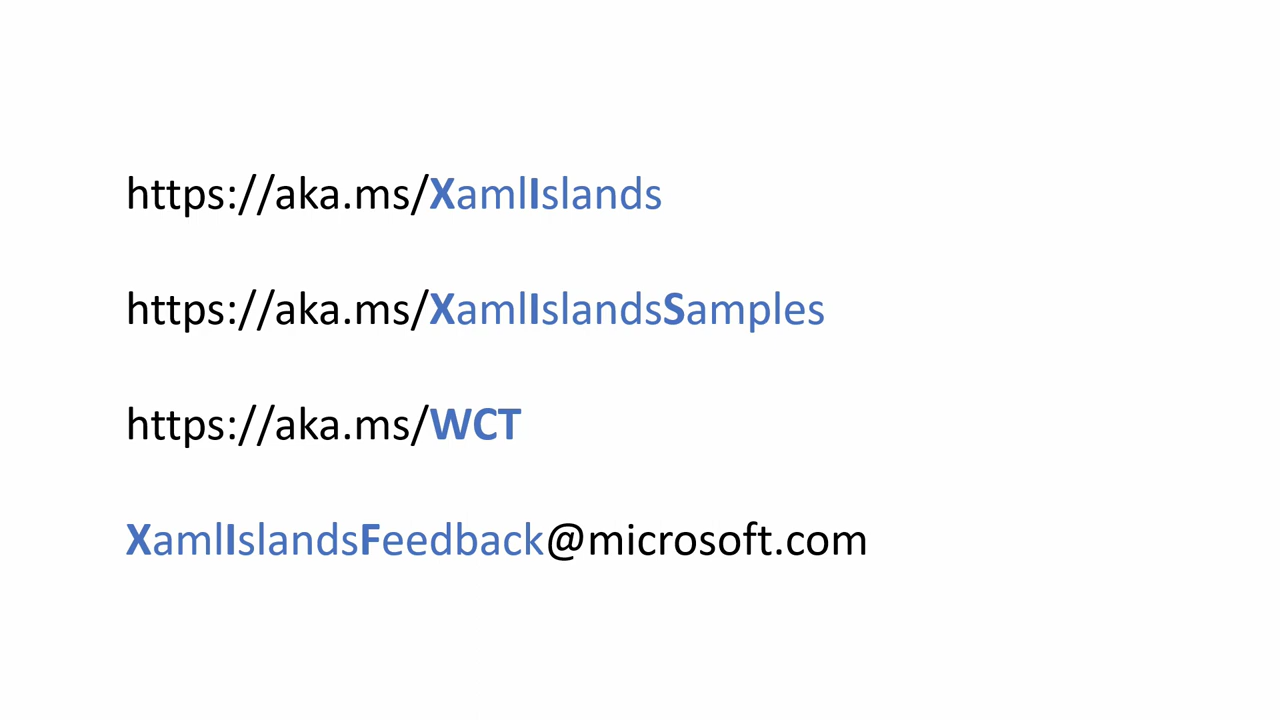 https://aka.ms/XamlIslands
https://aka.ms/XamlIslandsSamples
https://aka.ms/WCT
XamlIslandsFeedback@microsoft.com